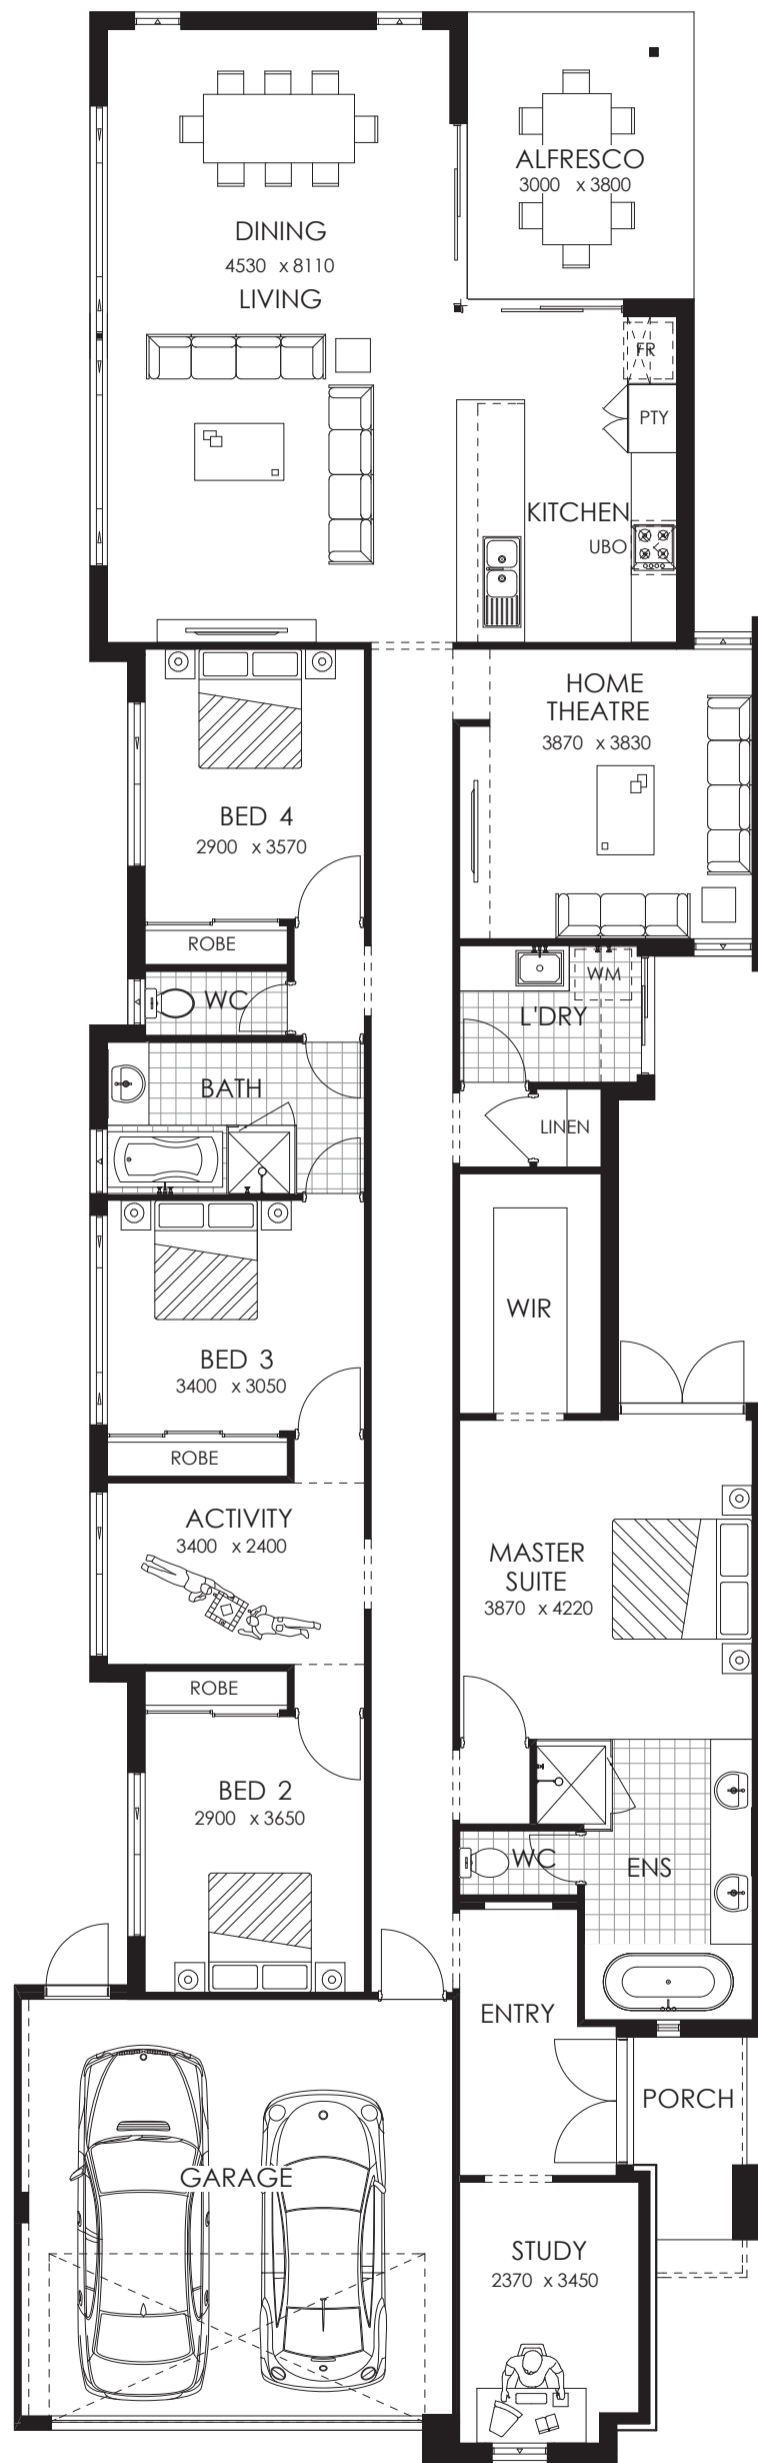 ALFRESCO
3000 x 3800
DINING
4530 x 8110
LIVING
FR
PTY
KITCHEN
UBO
HOME
THEATRE
3870 x 3830
BED 4
2900 x 3570
ROBE
WC
WM
L'DRY
BATH
LINEN
WIR
BED 3
3400 x 3050
ROBE
ACTIVITY
3400 x 2400
MASTER
SUITE
3870 x 4220
ROBE
BED 2
2900 x 3650
WC
ENS
ENTRY
PORCH
GARAGE
STUDY
2370 x 3450